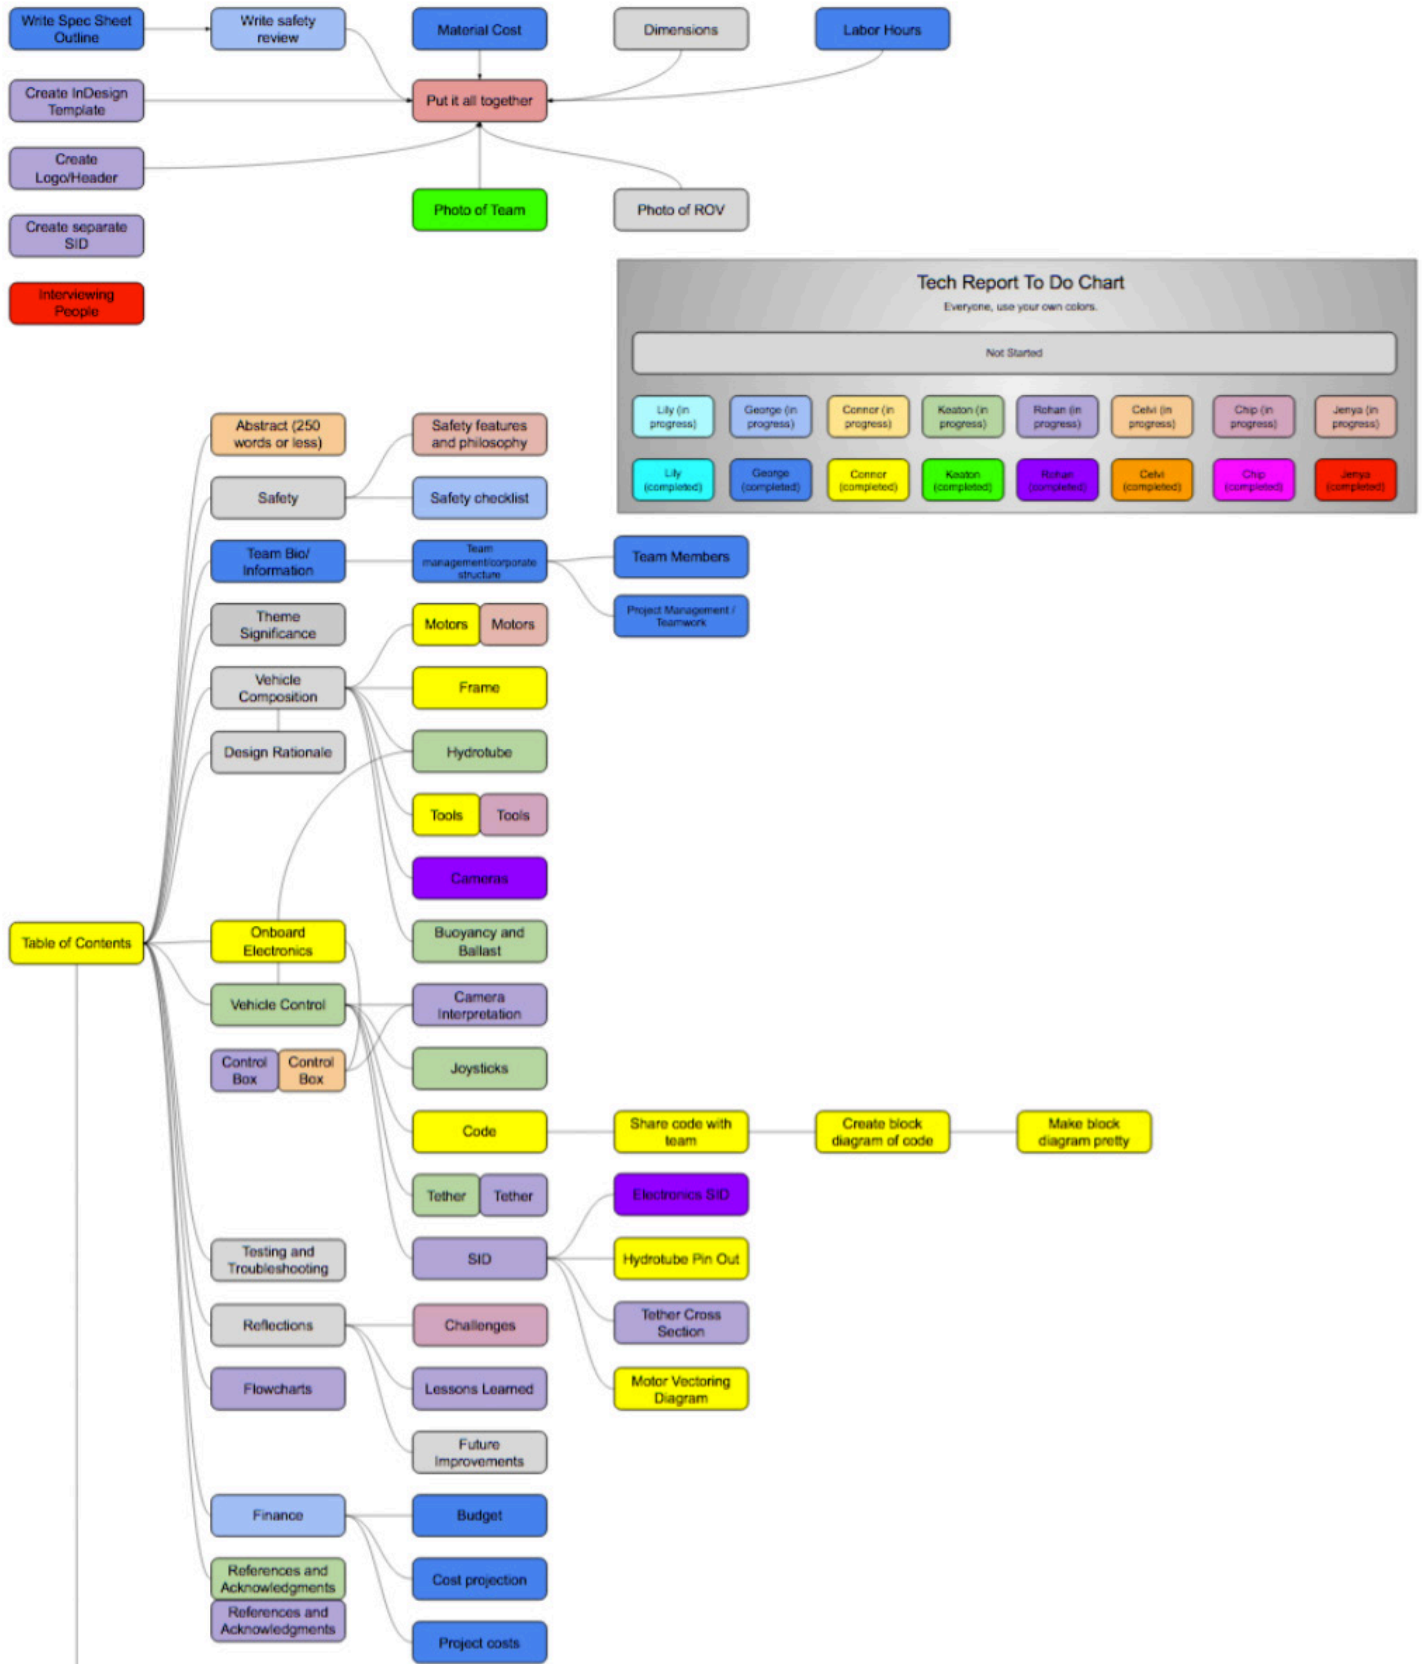 Write Spec Sheet
Outline
Write safety
review
Material Cost
Dimensions
Labor Hours
Create InDesign
Template
Put it all together
Create
Logo/Header
Photo of Team
Photo of ROV
Create separate
SID
Interviewing
People
Tech Report To Do Chart
Everyone, use your own colors.
Not Started
Lily (in
progress)
George (in
progress)
Connor (in
progress)
Keaton (in
progress)
Rohan (in
progress)
Celvi (in
progress)
Chip (in
progress)
Jenya (in
progress)
Lily
(completed)
George
(completed)
Connor
(completed)
Keaton
(completed)
Rohan
(completed)
Celvi
(completed)
Chip
(completed)
Jenya
(completed)
Abstract (250
words or less)
Safety features
and philosophy
Safety
Safety checklist
Team Bio/
Information
Team
management/corporate
structure
Team Members
Project Management /
Teamwork
Theme
Significance
Motors
Motors
Vehicle
Composition
Frame
Design Rationale
Hydrotube
Tools
Tools
Cameras
Table of Contents
Onboard
Electronics
Buoyancy and
Ballast
Vehicle Control
Camera
Interpretation
Control
Box
Control
Box
Joysticks
Code
Share code with
team
Create block
diagram of code
Make block
diagram pretty
Tether
Tether
Electronics SID
Testing and
Troubleshooting
SID
Hydrotube Pin Out
Reflections
Challenges
Tether Cross
Section
Flowcharts
Lessons Learned
Motor Vectoring
Diagram
Future
Improvements
Finance
Budget
References and
Acknowledgments
Cost projection
References and
Acknowledgments
Project costs